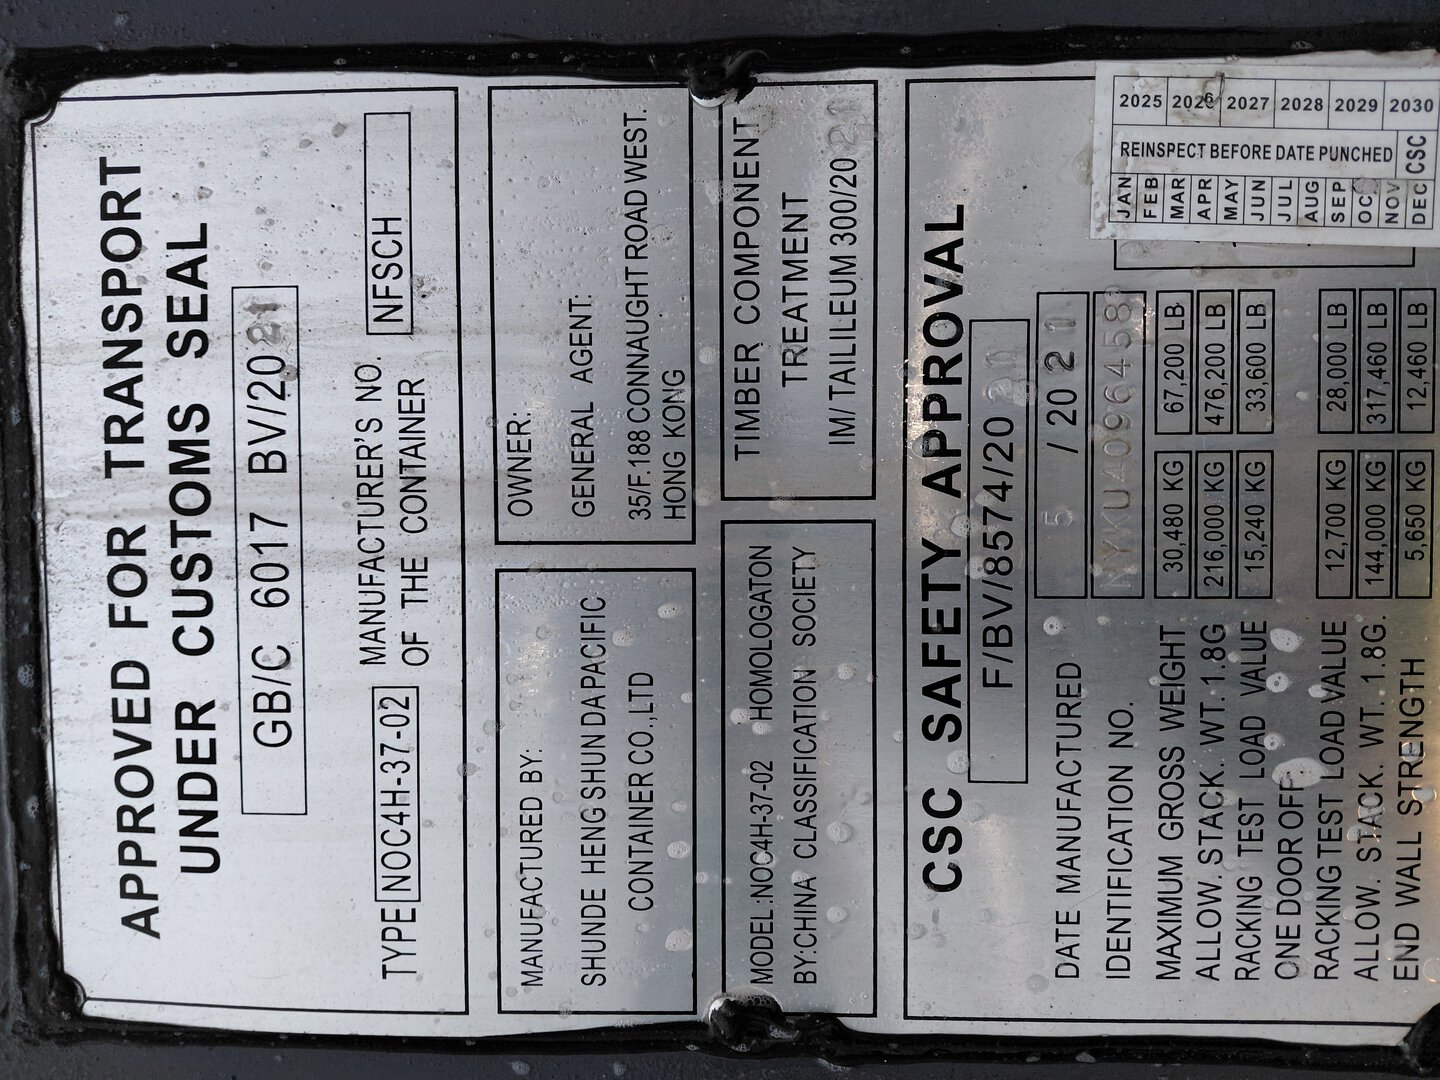 APPROVED FOR TRANSPORT
UNDER CUSTOMS SEAL
GB/C 6017 BV/20 21
TYPE NOC4H-37-02 MANUFACTURER'S NO.
OF THE CONTAINER NFSCH
MANUFACTURED BY:
SHUNDE HENG SHUN DA PACIFIC
CONTAINER CO.,LTD
OWNER:
GENERAL AGENT:
35/F.188 CONNAUGHT ROAD WEST.
HONG KONG
MODEL:NOC4H-37-02 HOMOLOGATON
BY:CHINA CLASSIFICATION SOCIETY
TIMBER COMPONENT
TREATMENT
IM/ TAILILEUM 300/20 21
CSC SAFETY APPROVAL
F/BV/8574/20 21
DATE MANUFACTURED 5 / 20 21
IDENTIFICATION NO. NYKU4096458
MAXIMUM GROSS WEIGHT 30,480 KG 67,200 LB
ALLOW. STACK. WT. 1.8G 216,000 KG 476,200 LB
RACKING TEST LOAD VALUE 15,240 KG 33,600 LB
ONE DOOR OFF
RACKING TEST LOAD VALUE 12,700 KG 28,000 LB
ALLOW. STACK. WT. 1.8G. 144,000 KG 317,460 LB
END WALL STRENGTH 5,650 KG 12,460 LB
2025 2026 2027 2028 2029 2030
REINSPECT BEFORE DATE PUNCHED CSC
JAN FEB MAR APR MAY JUN JUL AUG SEP OCT NOV DEC